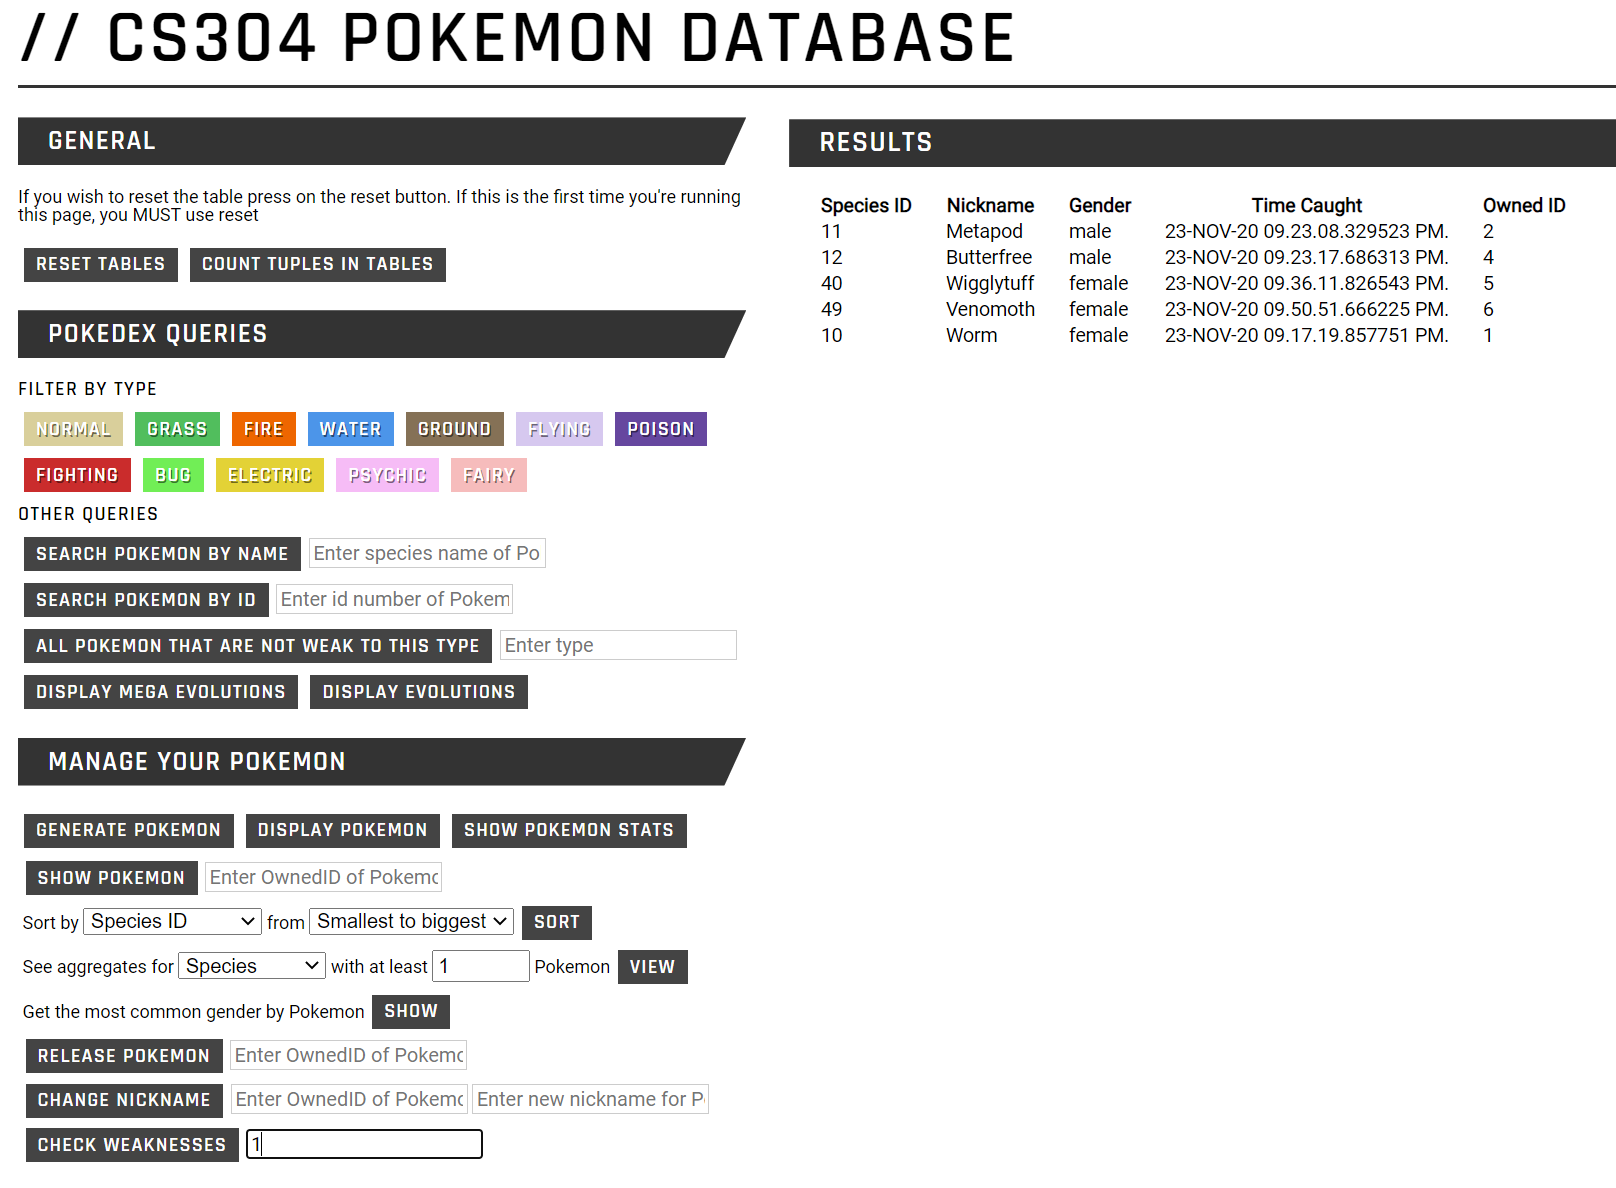 // CS304 POKEMON DATABASE
GENERAL
If you wish to reset the table press on the reset button. If this is the first time you're running
this page, you MUST use reset
RESET TABLES COUNT TUPLES IN TABLES
POKEDEX QUERIES
FILTER BY TYPE
NORMAL GRASS FIRE WATER GROUND FLYING POISON
FIGHTING BUG ELECTRIC PSYCHIC FAIRY
OTHER QUERIES
SEARCH POKEMON BY NAME Enter species name of Po
SEARCH POKEMON BY ID Enter id number of Pokem
ALL POKEMON THAT ARE NOT WEAK TO THIS TYPE Enter type
DISPLAY MEGA EVOLUTIONS DISPLAY EVOLUTIONS
MANAGE YOUR POKEMON
GENERATE POKEMON DISPLAY POKEMON SHOW POKEMON STATS
SHOW POKEMON Enter OwnedID of Pokemo
Sort by Species ID from Smallest to biggest SORT
See aggregates for Species with at least 1 Pokemon VIEW
Get the most common gender by Pokemon SHOW
RELEASE POKEMON Enter OwnedID of Pokemo
CHANGE NICKNAME Enter OwnedID of Pokemo Enter new nickname for P
CHECK WEAKNESSES 1
RESULTS
Species ID Nickname Gender Time Caught Owned ID
11 Metapod male 23-NOV-20 09.23.08.329523 PM. 2
12 Butterfree male 23-NOV-20 09.23.17.686313 PM. 4
40 Wigglytuff female 23-NOV-20 09.36.11.826543 PM. 5
49 Venomoth female 23-NOV-20 09.50.51.666225 PM. 6
10 Worm female 23-NOV-20 09.17.19.857751 PM. 1